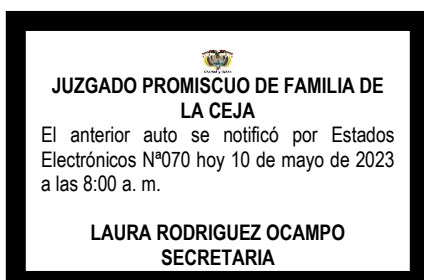 JUZGADO PROMISCUO DE FAMILIA DE
LA CEJA
El anterior auto se notificó por Estados
Electrónicos Nª070 hoy 10 de mayo de 2023
a las 8:00 a. m.
LAURA RODRIGUEZ OCAMPO
SECRETARIA